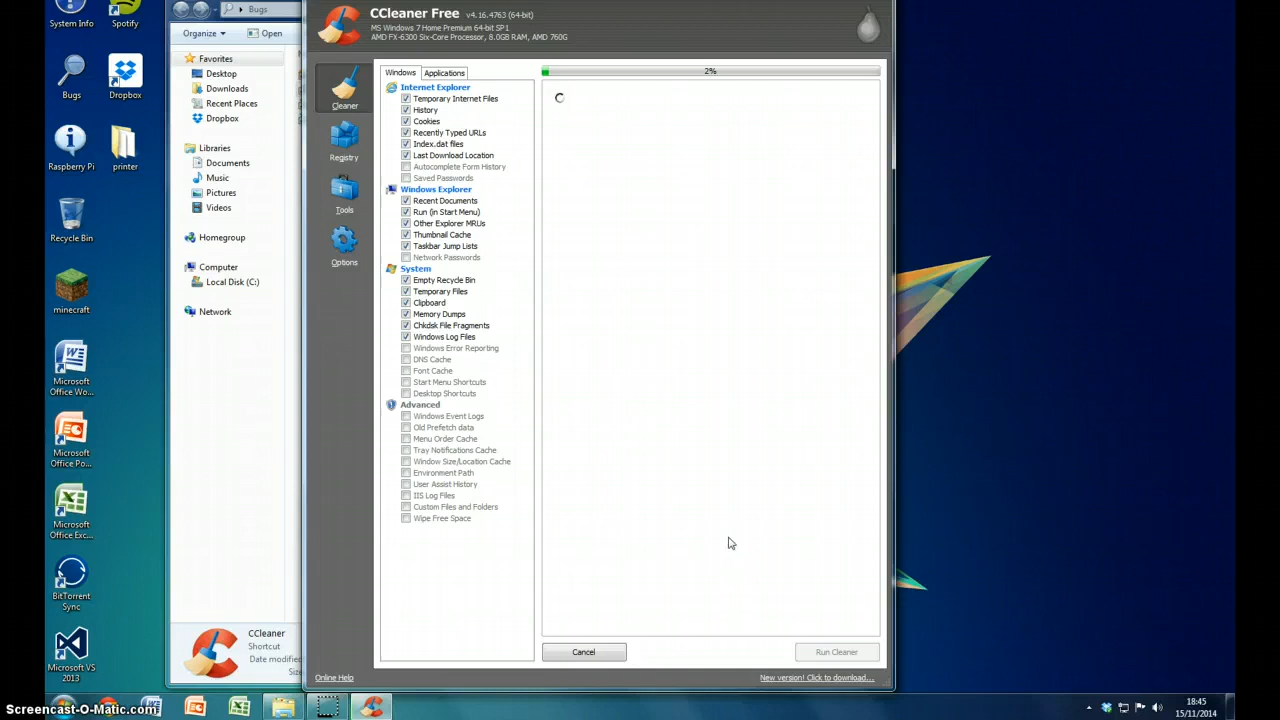 System Info
Spotify
Bugs
Dropbox
Raspberry Pi
printer
Recycle Bin
minecraft
Microsoft
Office Wo...
Microsoft
Office Po...
Microsoft
Office Exc...
BitTorrent
Sync
Microsoft VS
2013
Bugs
Organize
Open
Favorites
Desktop
Downloads
Recent Places
Dropbox
Libraries
Documents
Music
Pictures
Videos
Homegroup
Computer
Local Disk (C:)
Network
CCleaner
Shortcut
Date modified
CCleaner Free v4.16.4763 (64-bit)
MS Windows 7 Home Premium 64-bit SP1
AMD FX-6300 Six-Core Processor, 8.0GB RAM, AMD 760G
Cleaner
Registry
Tools
Options
Windows
Applications
Internet Explorer
Temporary Internet Files
History
Cookies
Recently Typed URLs
Index.dat files
Last Download Location
Autocomplete Form History
Saved Passwords
Windows Explorer
Recent Documents
Run (in Start Menu)
Other Explorer MRUs
Thumbnail Cache
Taskbar Jump Lists
Network Passwords
System
Empty Recycle Bin
Temporary Files
Clipboard
Memory Dumps
Chkdsk File Fragments
Windows Log Files
Windows Error Reporting
DNS Cache
Font Cache
Start Menu Shortcuts
Desktop Shortcuts
Advanced
Windows Event Logs
Old Prefetch data
Menu Order Cache
Tray Notifications Cache
Window Size/Location Cache
Environment Path
User Assist History
IIS Log Files
Custom Files and Folders
Wipe Free Space
2%
Cancel
Run Cleaner
Online Help
New version! Click to download...
18:45
15/11/2014
Screencast-O-Matic.com